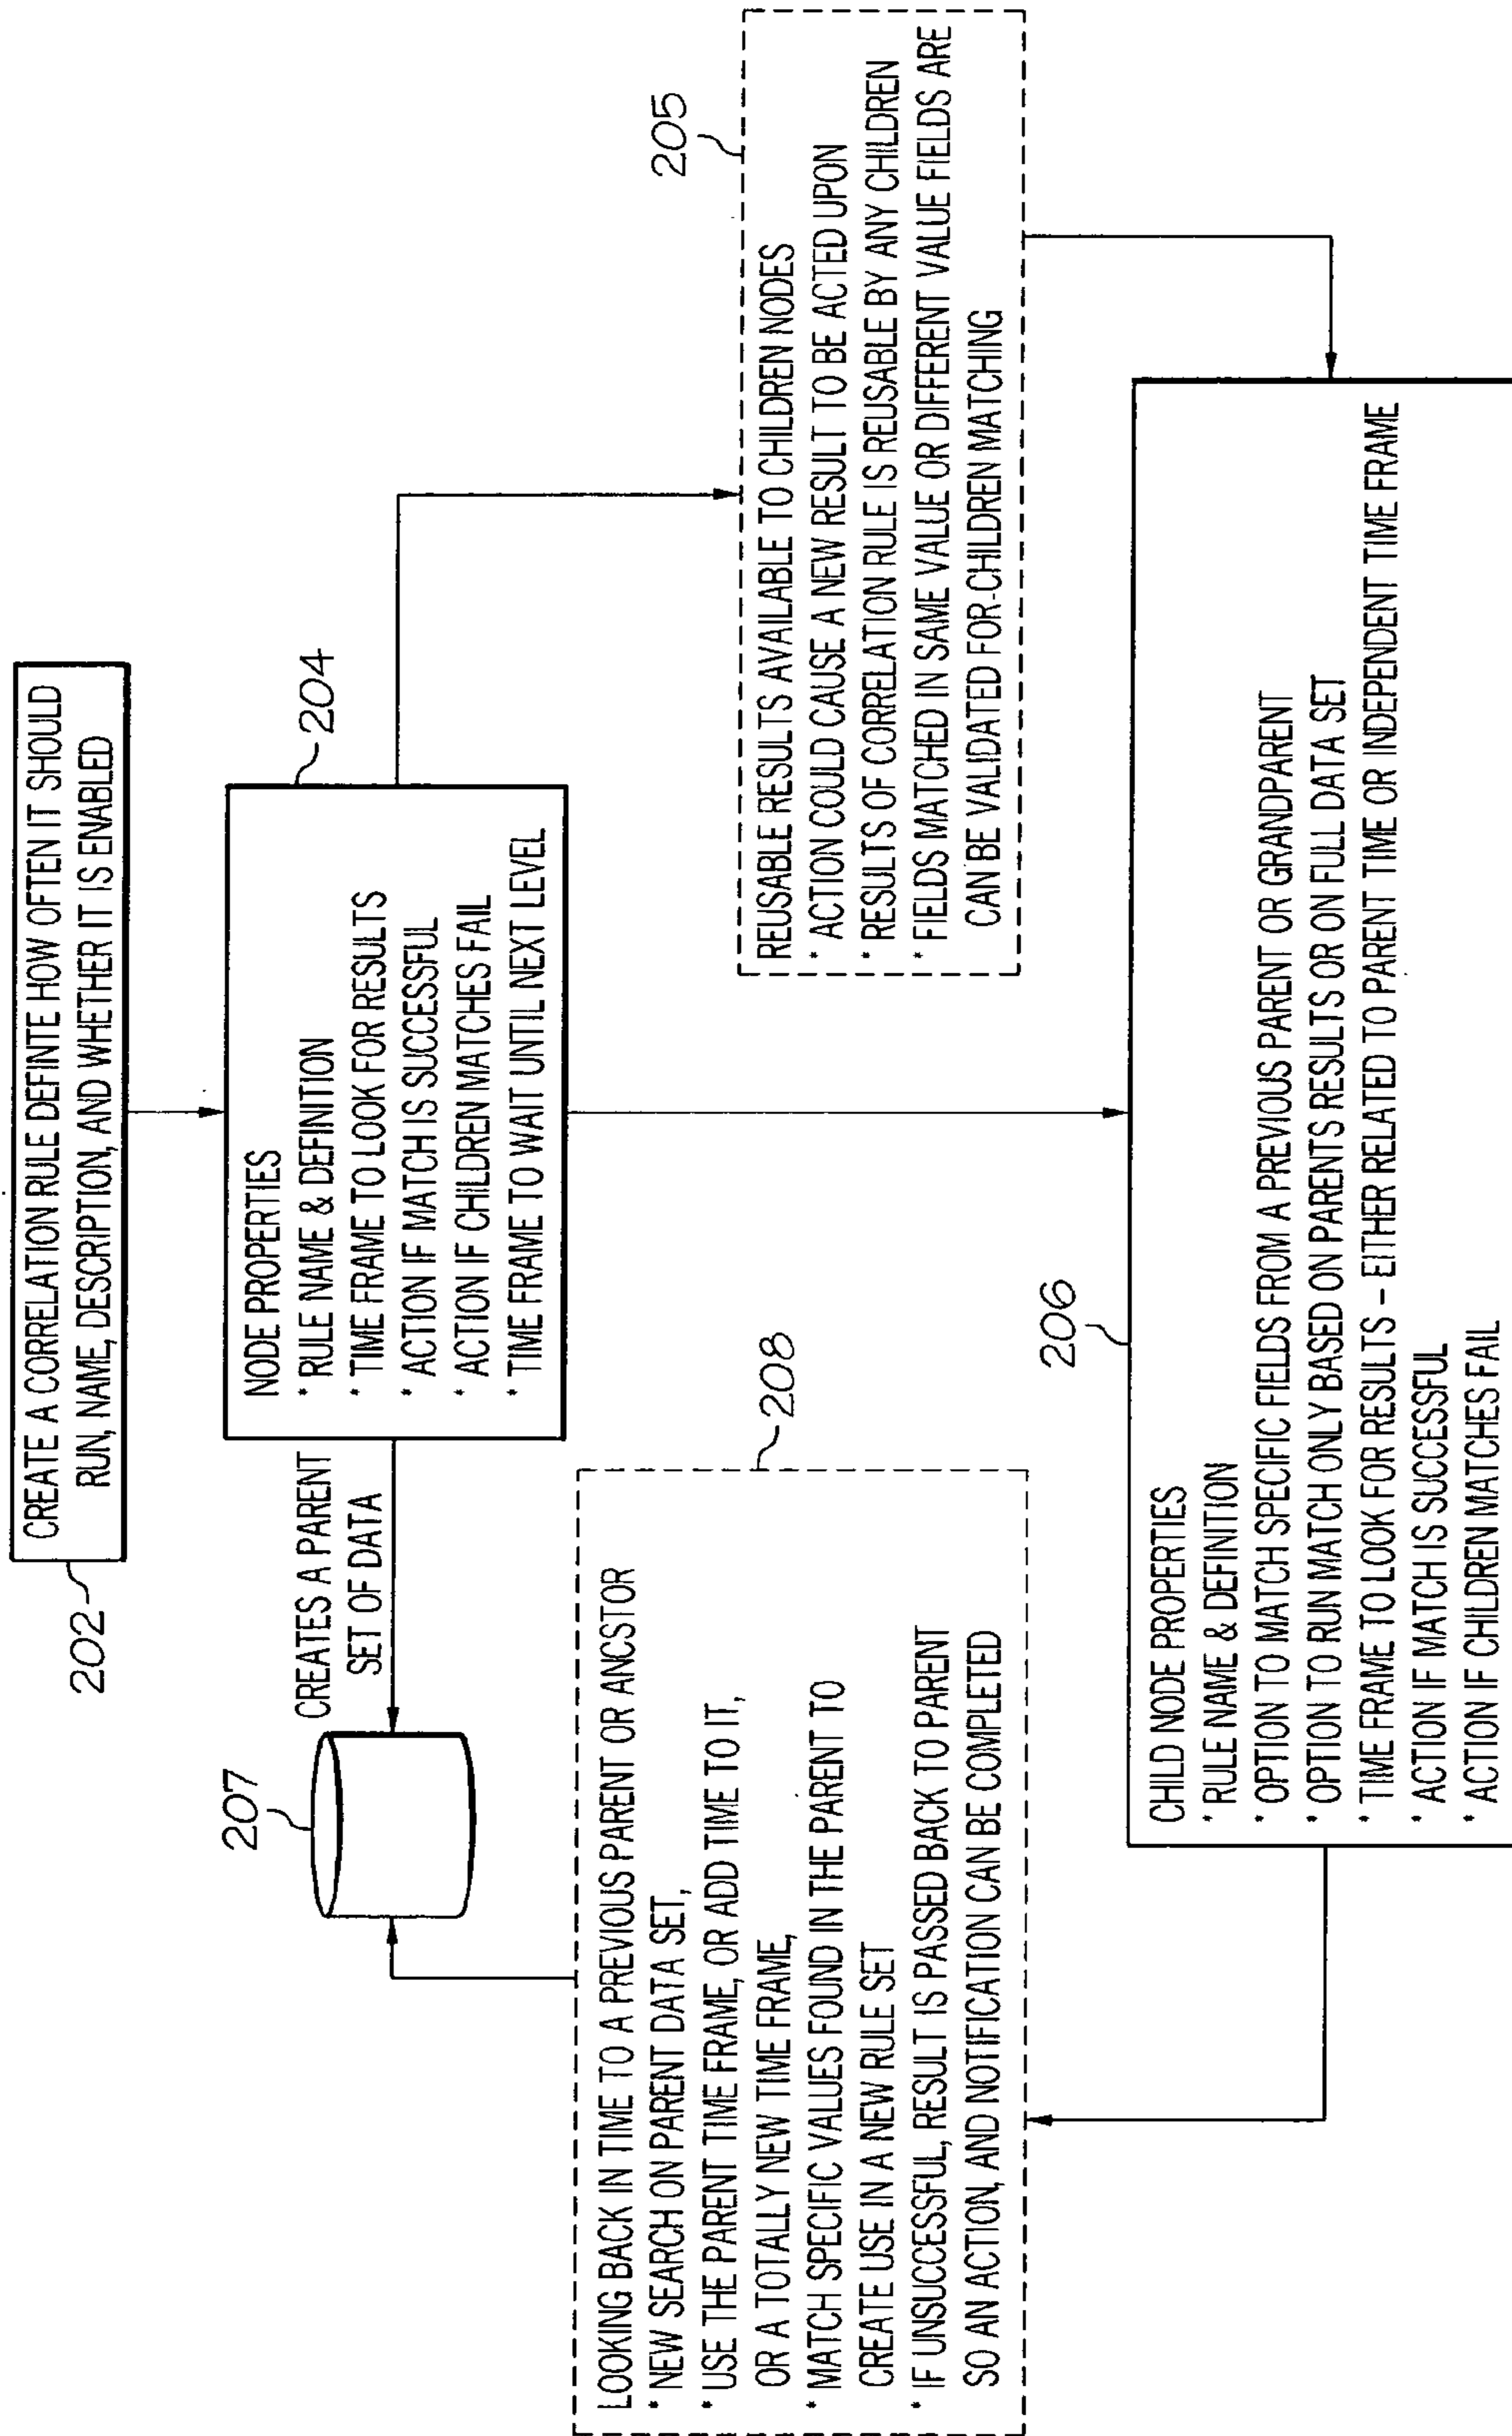 CREATE A CORRELATION RULE DEFINTE HOW OFTEN IT SHOULD
RUN, NAME, DESCRIPTION, AND WHETHER IT IS ENABLED
202
204
NODE PROPERTIES
* RULE NAME & DEFINITION
* TIME FRAME TO LOOK FOR RESULTS
* ACTION IF MATCH IS SUCCESSFUL
* ACTION IF CHILDREN MATCHES FAIL
* TIME FRAME TO WAIT UNTIL NEXT LEVEL
CREATES A PARENT
SET OF DATA
207
205
REUSABLE RESULTS AVAILABLE TO CHILDREN NODES
* ACTION COULD CAUSE A NEW RESULT TO BE ACTED UPON
* RESULTS OF CORRELATION RULE IS REUSABLE BY ANY CHILDREN
* FIELDS MATCHED IN SAME VALUE OR DIFFERENT VALUE FIELDS ARE
CAN BE VALIDATED FOR-CHILDREN MATCHING
208
LOOKING BACK IN TIME TO A PREVIOUS PARENT OR ANCSTOR
* NEW SEARCH ON PARENT DATA SET,
* USE THE PARENT TIME FRAME, OR ADD TIME TO IT,
OR A TOTALLY NEW TIME FRAME,
* MATCH SPECIFIC VALUES FOUND IN THE PARENT TO
CREATE USE IN A NEW RULE SET
* IF UNSUCCESSFUL, RESULT IS PASSED BACK TO PARENT
SO AN ACTION, AND NOTIFICATION CAN BE COMPLETED
206
CHILD NODE PROPERTIES
* RULE NAME & DEFINITION
* OPTION TO MATCH SPECIFIC FIELDS FROM A PREVIOUS PARENT OR GRANDPARENT
* OPTION TO RUN MATCH ONLY BASED ON PARENTS RESULTS OR ON FULL DATA SET
* TIME FRAME TO LOOK FOR RESULTS - EITHER RELATED TO PARENT TIME OR INDEPENDENT TIME FRAME
* ACTION IF MATCH IS SUCCESSFUL
* ACTION IF CHILDREN MATCHES FAIL